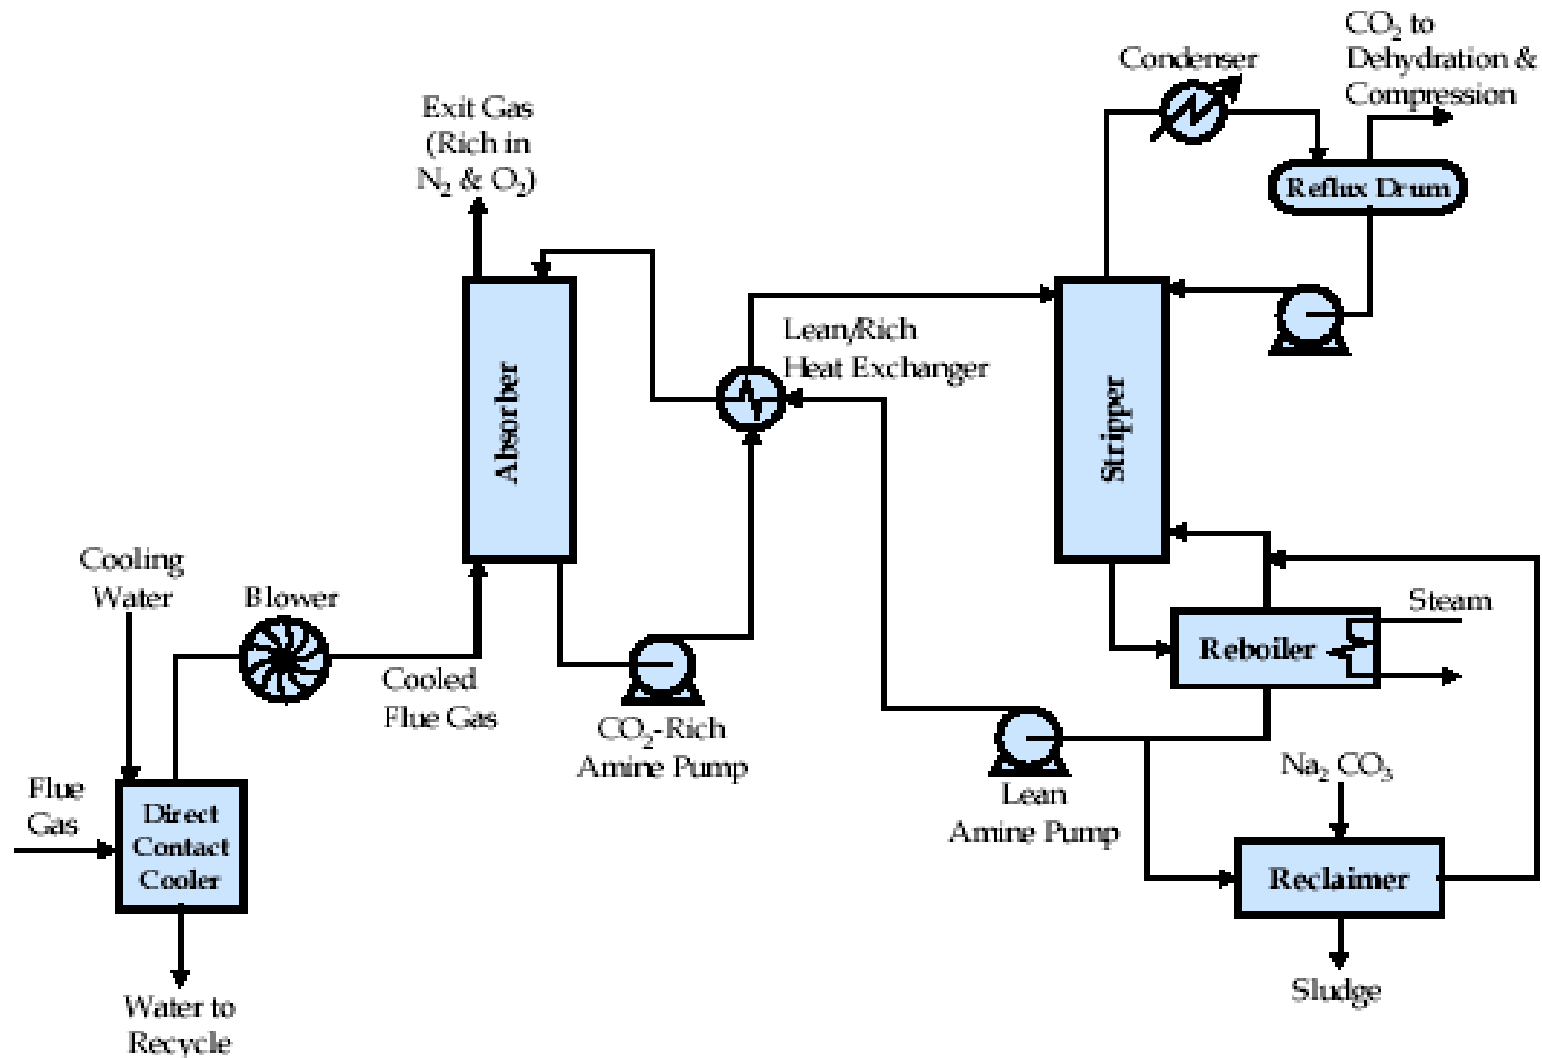 CO₂ to
Dehydration &
Compression
Condenser
Exit Gas
(Rich in
N₂ & O₂)
Reflux Drum
Lean/Rich
Heat Exchanger
Absorber
Stripper
Cooling
Water
Blower
Steam
Reboiler
Cooled
Flue Gas
CO₂-Rich
Amine Pump
Na₂ CO₃
Flue
Gas
Direct
Contact
Cooler
Lean
Amine Pump
Reclaimer
Sludge
Water to
Recycle